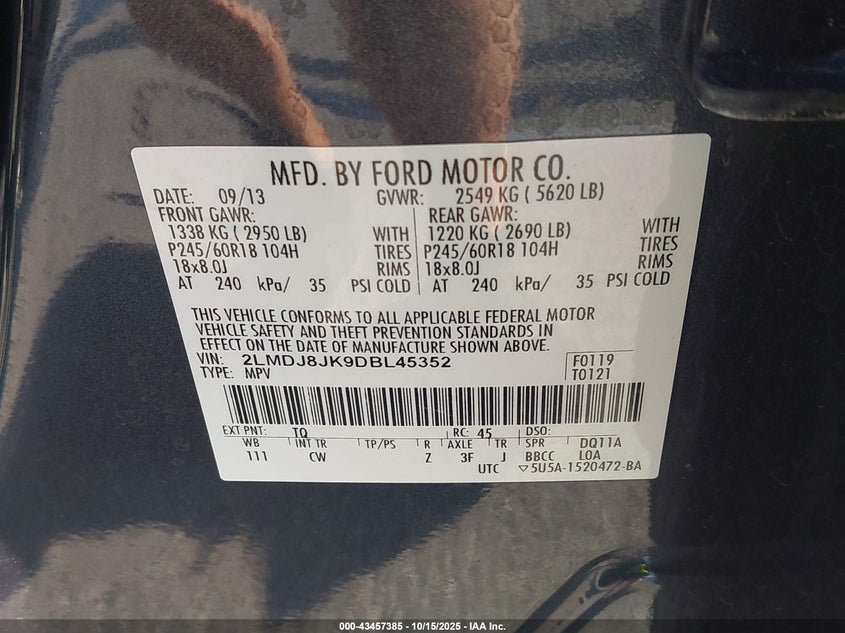 MFD. BY FORD MOTOR CO.
DATE: 09/13 GVWR: 2549 KG ( 5620 LB)
FRONT GAWR: REAR GAWR:
1338 KG ( 2950 LB) WITH 1220 KG ( 2690 LB) WITH
P245/60R18 104H TIRES P245/60R18 104H TIRES
18x8.0J RIMS 18x8.0J RIMS
AT 240 kPa/ 35 PSI COLD AT 240 kPa/ 35 PSI COLD
THIS VEHICLE CONFORMS TO ALL APPLICABLE FEDERAL MOTOR
VEHICLE SAFETY AND THEFT PREVENTION STANDARDS IN
EFFECT ON THE DATE OF MANUFACTURE SHOWN ABOVE.
VIN: 2LMDJ8JK9DBL45352 F0119
TYPE: MPV T0121
EXT PNT: TQ RC: 45 DSO:
WB INT TR TP/PS R AXLE TR SPR DQ11A
111 CW Z 3F J BBCC LOA
UTC ▽5U5A-1520472-BA
000-43457385 - 10/15/2025 - IAA Inc.